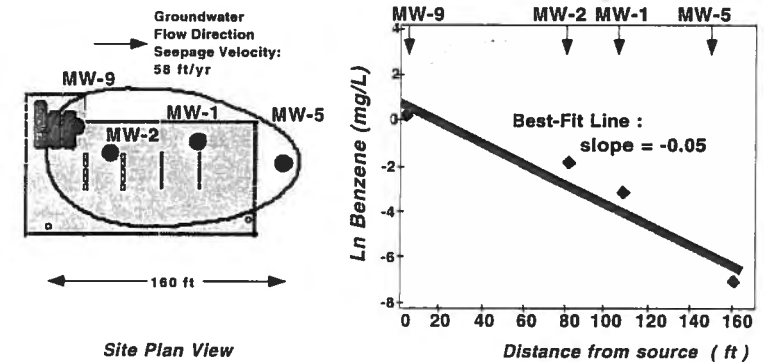 Groundwater
Flow Direction
Seepage Velocity:
58 ft/yr
MW-9
MW-1
MW-5
MW-2
160 ft
Site Plan View
MW-9 MW-2 MW-1 MW-5
Ln Benzene (mg/L)
4
2
0
-2
-4
-6
-8
Best-Fit Line :
slope = -0.05
0 20 40 60 80 100 120 140 160
Distance from source ( ft )